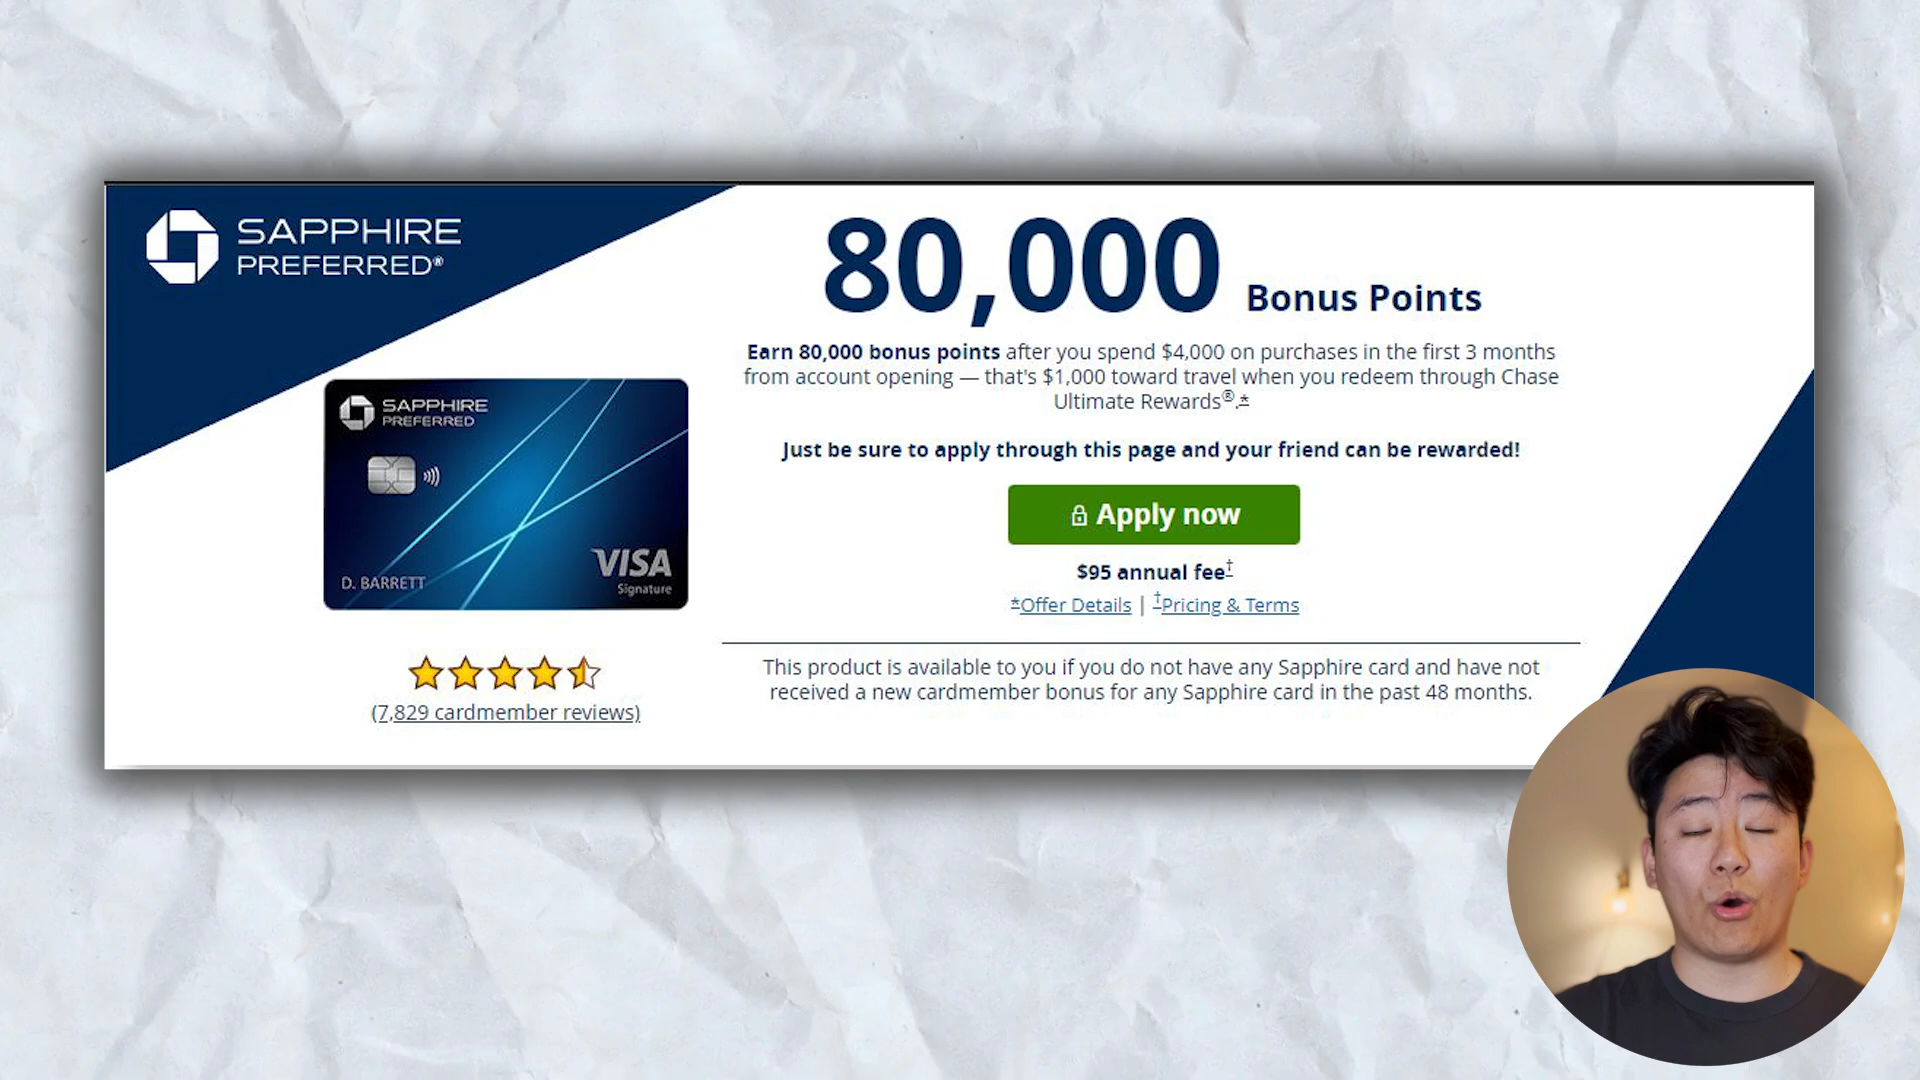 SAPPHIRE
PREFERRED®
80,000 Bonus Points
Earn 80,000 bonus points after you spend $4,000 on purchases in the first 3 months
from account opening — that's $1,000 toward travel when you redeem through Chase
Ultimate Rewards®.*
Just be sure to apply through this page and your friend can be rewarded!
Apply now
$95 annual fee†
*Offer Details | †Pricing & Terms
This product is available to you if you do not have any Sapphire card and have not
received a new cardmember bonus for any Sapphire card in the past 48 months.
SAPPHIRE
PREFERRED
D. BARRETT
VISA
Signature
(7,829 cardmember reviews)